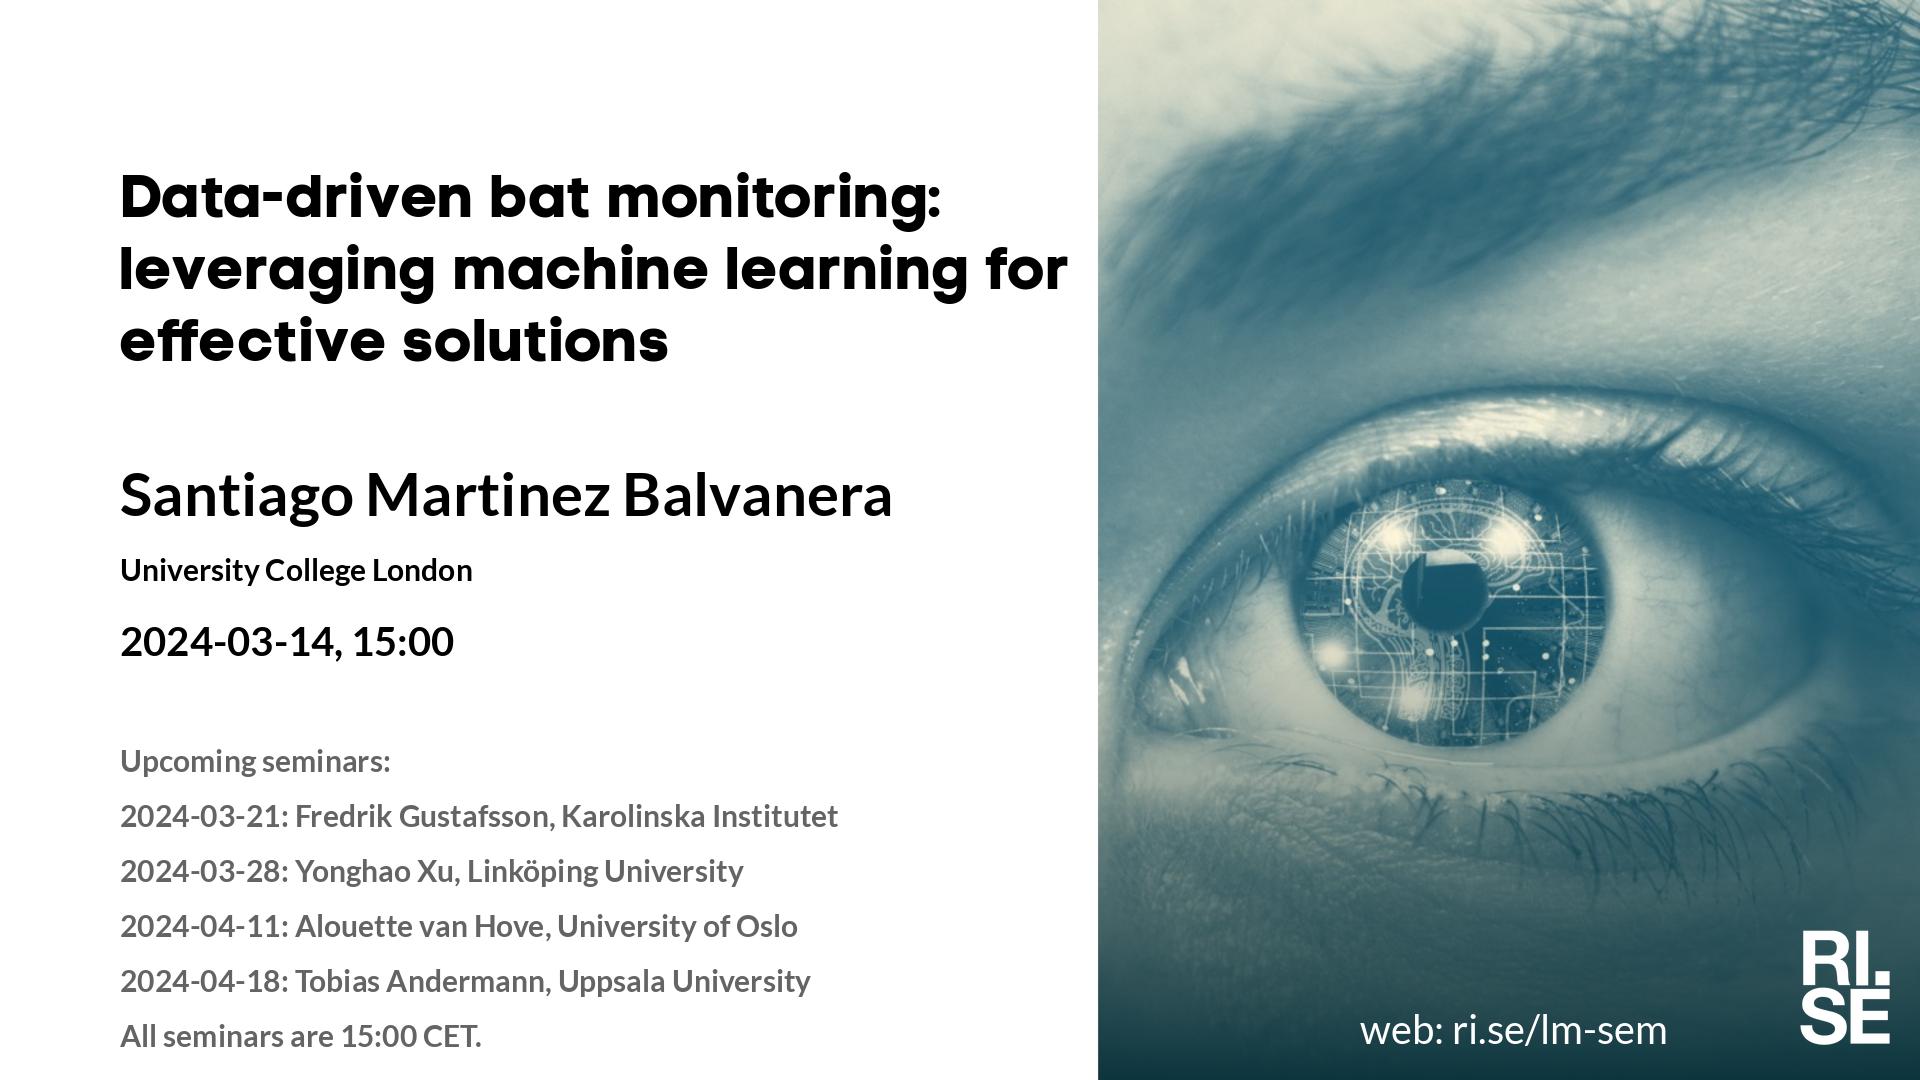 Data-driven bat monitoring:
leveraging machine learning for
effective solutions
Santiago Martinez Balvanera
University College London
2024-03-14, 15:00
Upcoming seminars:
2024-03-21: Fredrik Gustafsson, Karolinska Institutet
2024-03-28: Yonghao Xu, Linköping University
2024-04-11: Alouette van Hove, University of Oslo
2024-04-18: Tobias Andermann, Uppsala University
All seminars are 15:00 CET.
web: ri.se/lm-sem
RI.
SE